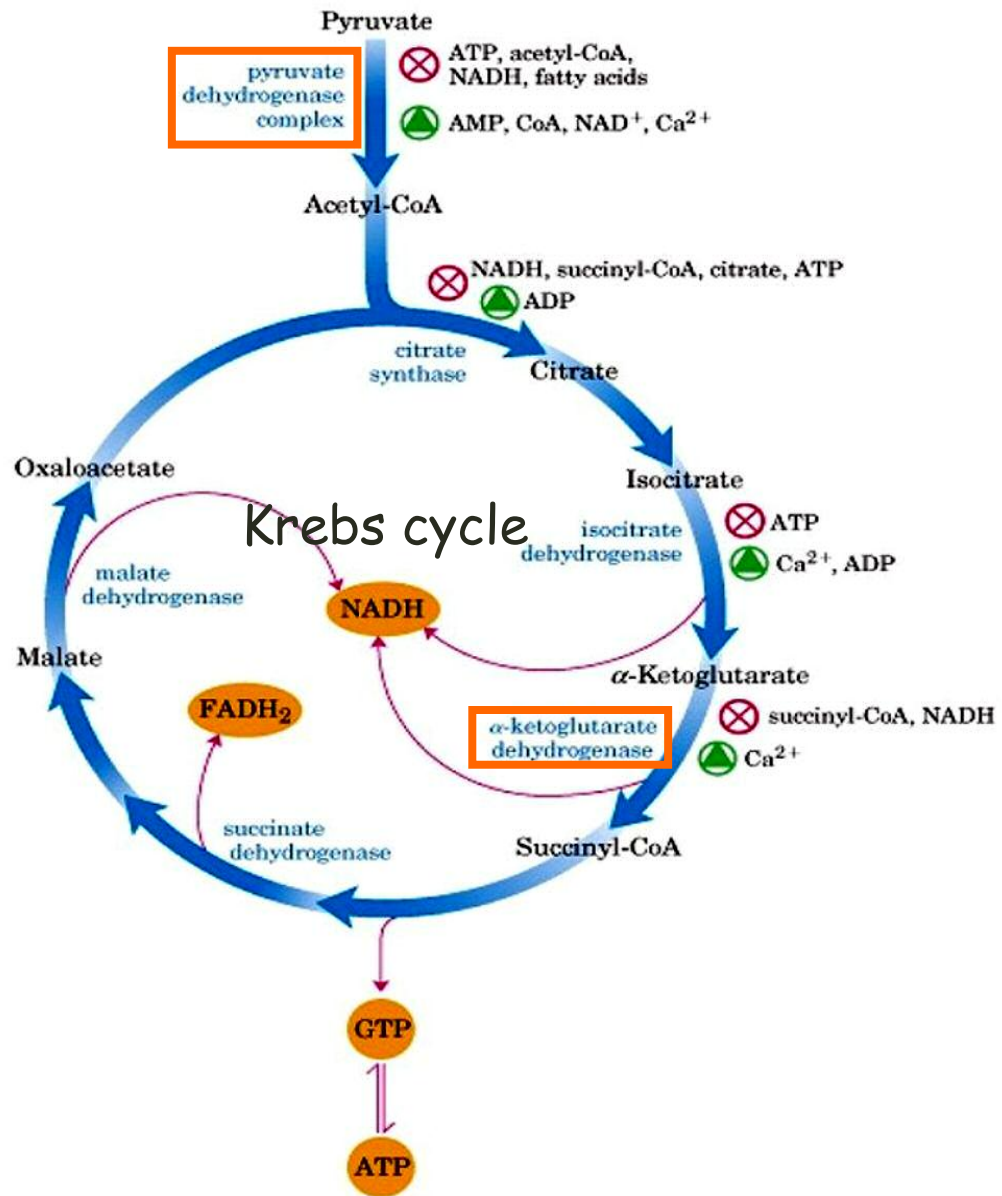 Pyruvate
pyruvate
dehydrogenase
complex
ATP, acetyl-CoA,
NADH, fatty acids
AMP, CoA, NAD⁺, Ca²⁺
Acetyl-CoA
NADH, succinyl-CoA, citrate, ATP
ADP
citrate
synthase
Citrate
Oxaloacetate
Isocitrate
Krebs cycle
isocitrate
dehydrogenase
ATP
Ca²⁺, ADP
malate
dehydrogenase
NADH
Malate
α-Ketoglutarate
FADH₂
α-ketoglutarate
dehydrogenase
succinyl-CoA, NADH
Ca²⁺
succinate
dehydrogenase
Succinyl-CoA
GTP
ATP